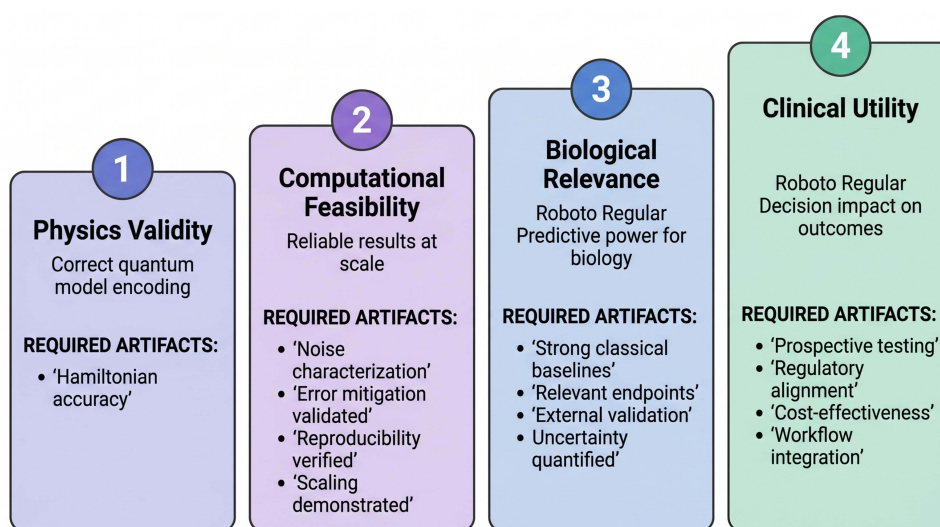 1
Physics Validity
Correct quantum
model encoding
REQUIRED ARTIFACTS:
• ‘Hamiltonian
accuracy’
2
Computational
Feasibility
Reliable results at
scale
REQUIRED ARTIFACTS:
• ‘Noise
characterization’
• ‘Error mitigation
validated’
• ‘Reproducibility
verified’
• ‘Scaling
demonstrated’
3
Biological
Relevance
Roboto Regular
Predictive power for
biology
REQUIRED ARTIFACTS:
• ‘Strong classical
baselines’
• ‘Relevant endpoints’
• ‘External validation’
• Uncertainty
quantified’
4
Clinical Utility
Roboto Regular
Decision impact on
outcomes
REQUIRED ARTIFACTS:
• ‘Prospective testing’
• ‘Regulatory
alignment’
• ‘Cost-effectiveness’
• ‘Workflow
integration’